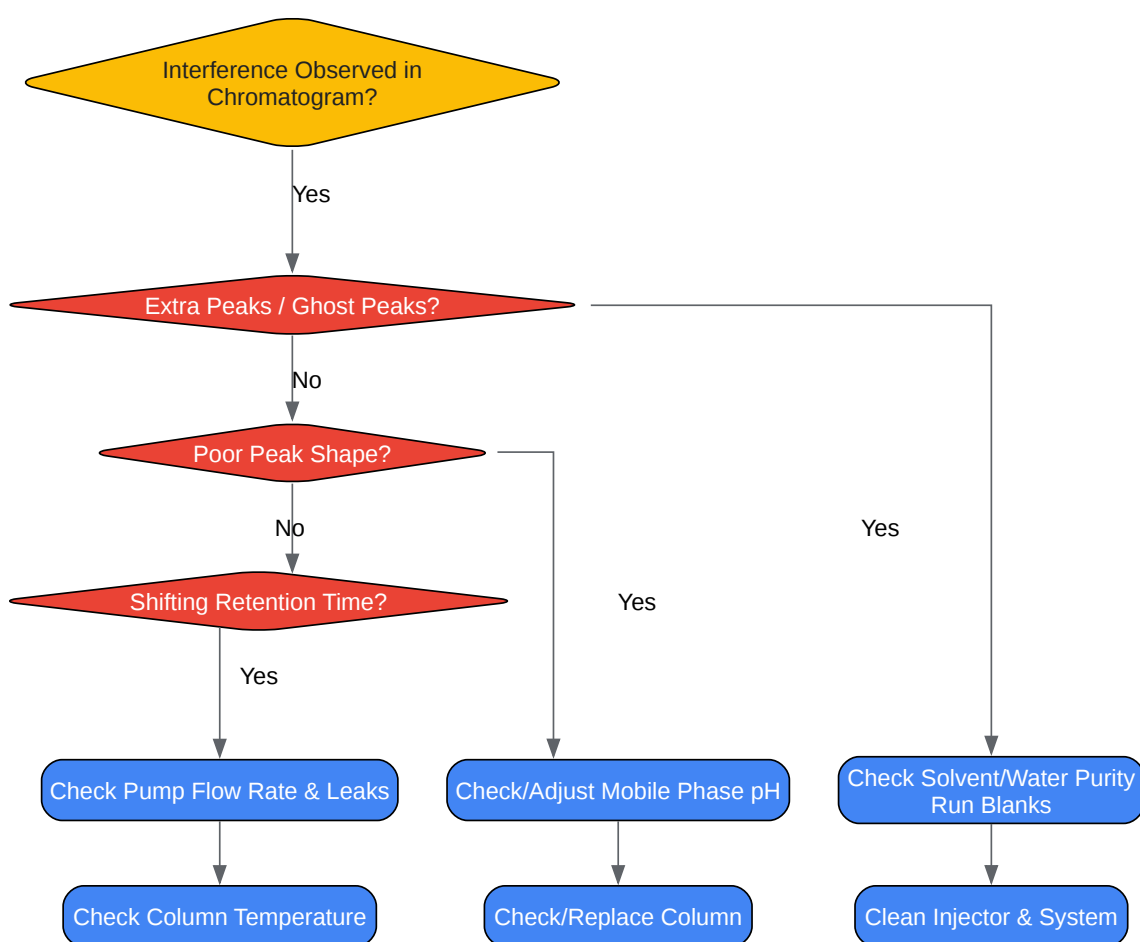 Interference Observed in
Chromatogram?
Yes
Extra Peaks / Ghost Peaks?
No
Poor Peak Shape?
No
Yes
Shifting Retention Time?
Yes
Yes
Check Pump Flow Rate & Leaks
Check/Adjust Mobile Phase pH
Check Solvent/Water Purity
Run Blanks
Check Column Temperature
Check/Replace Column
Clean Injector & System